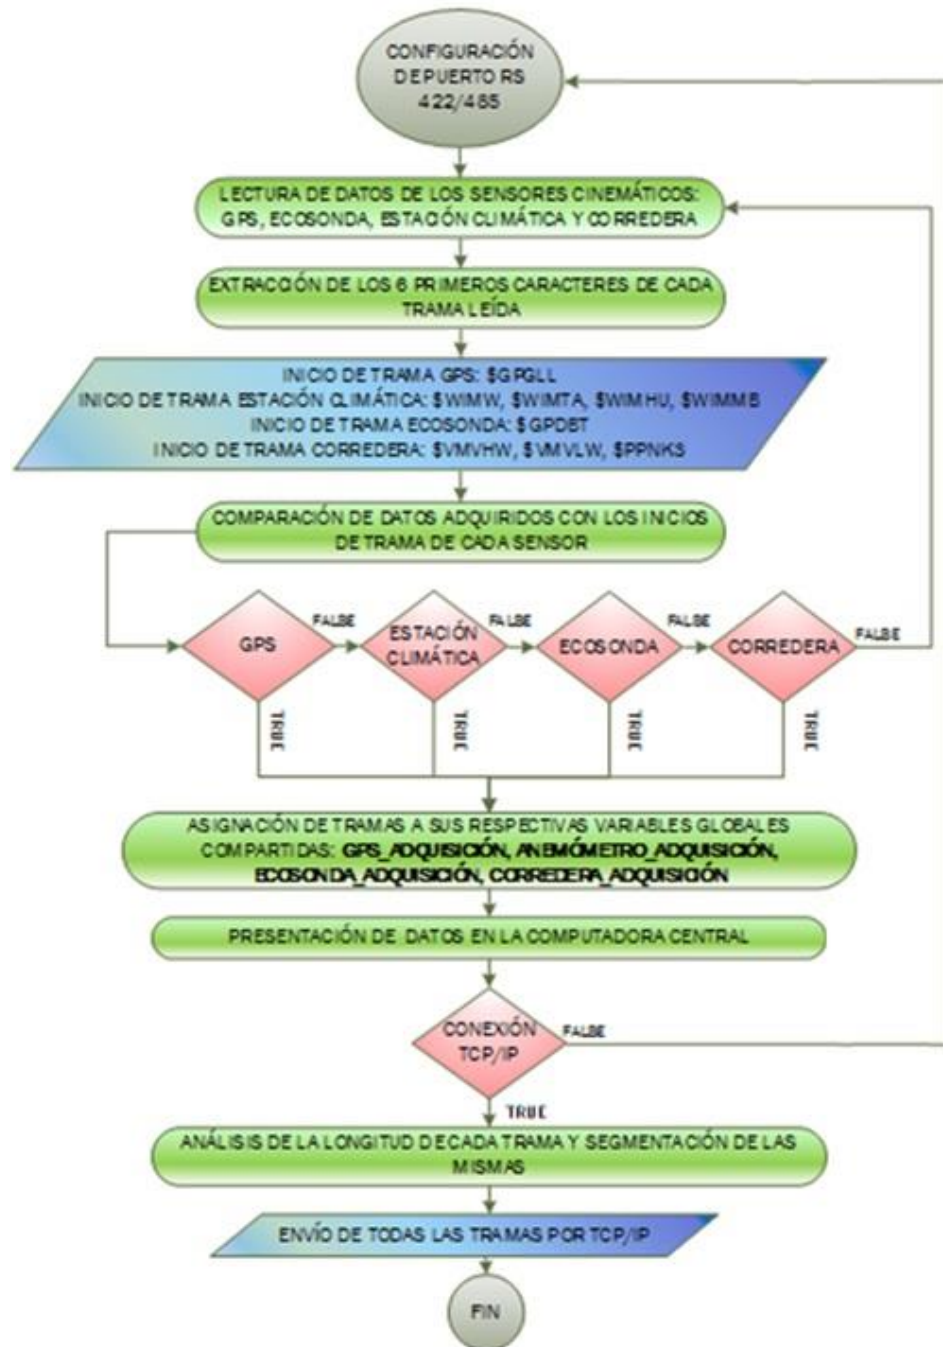 CONFIGURACIÓN
DE PUERTO RS
422/485
LECTURA DE DATOS DE LOS SENSORES CINEMÁTICOS:
GPS, ECOSONDA, ESTACIÓN CLIMÁTICA Y CORREDERA
EXTRACCIÓN DE LOS 6 PRIMEROS CARACTERES DE CADA
TRAMA LEÍDA
INICIO DE TRAMA GPS: $GPGLL
INICIO DE TRAMA ESTACIÓN CLIMÁTICA: $WIMW, $WIMTA, $WIMHU, $WIMMB
INICIO DE TRAMA ECOSONDA: $GPDBT
INICIO DE TRAMA CORREDERA: $VMVHW, $VMVLW, $PPNKS
COMPARACIÓN DE DATOS ADQUIRIDOS CON LOS INICIOS
DE TRAMA DE CADA SENSOR
GPS
FALSE
ESTACIÓN
CLIMÁTICA
FALSE
ECOSONDA
FALSE
CORREDERA
FALSE
TRUE
TRUE
TRUE
TRUE
ASIGNACIÓN DE TRAMAS A SUS RESPECTIVAS VARIABLES GLOBALES
COMPARTIDAS: GPS_ADQUISICIÓN, ANEMÓMETRO_ADQUISICIÓN,
ECOSONDA_ADQUISICIÓN, CORREDERA_ADQUISICIÓN
PRESENTACIÓN DE DATOS EN LA COMPUTADORA CENTRAL
CONEXIÓN
TCP/IP
FALSE
TRUE
ANÁLISIS DE LA LONGITUD DE CADA TRAMA Y SEGMENTACIÓN DE LAS
MISMAS
ENVÍO DE TODAS LAS TRAMAS POR TCP/IP
FIN